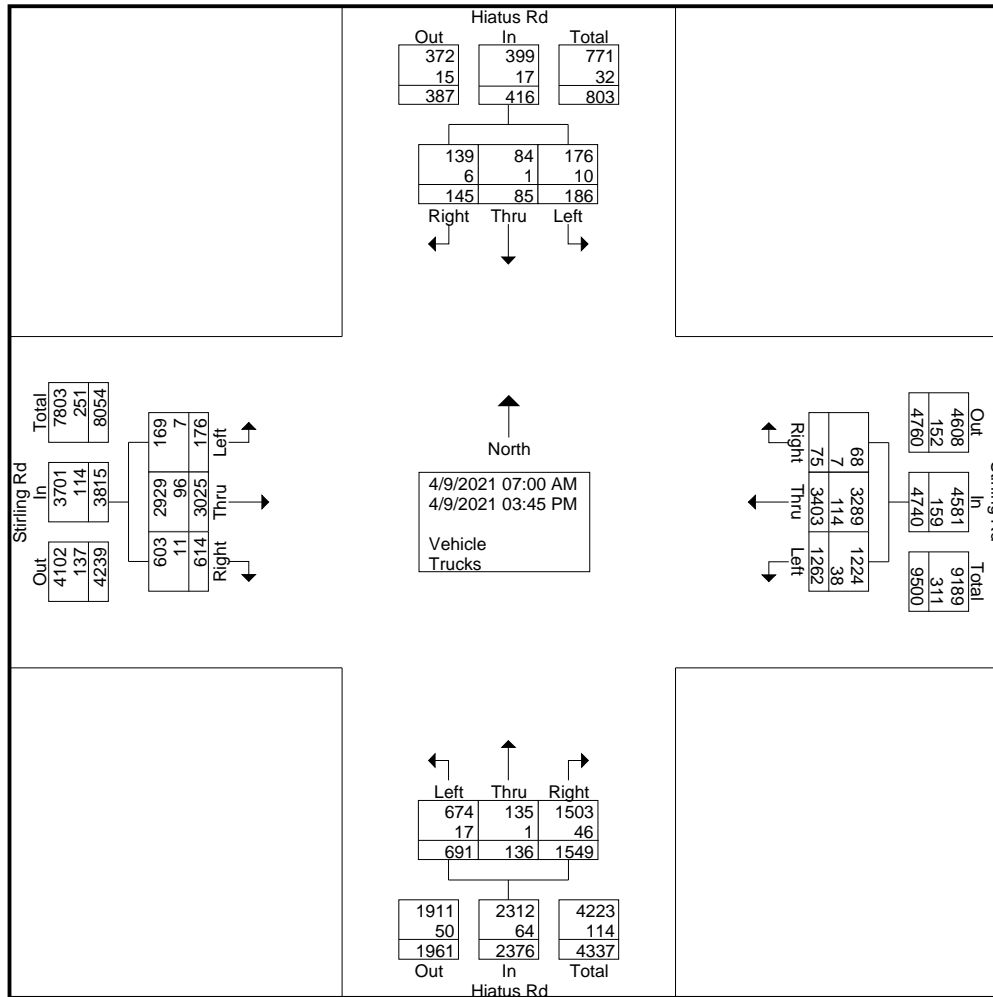 Hiatus Rd
Out In Total
372 399 771
15 17 32
387 416 803
139 84 176
6 1 10
145 85 186
Right Thru Left
Stirling Rd
Total
7803
251
8054
In
3701
114
3815
Out
4102
137
4239
169
7
176
Left
2929
96
3025
Thru
603
11
614
Right
North
4/9/2021 07:00 AM
4/9/2021 03:45 PM
Vehicle
Trucks
Right
75
7
68
Thru
3403
114
3289
Left
1262
38
1224
Out
4608
152
4760
In
4581
159
4740
Total
9189
311
9500
Left Thru Right
674 135 1503
17 1 46
691 136 1549
1911 2312 4223
50 64 114
1961 2376 4337
Out In Total
Hiatus Rd